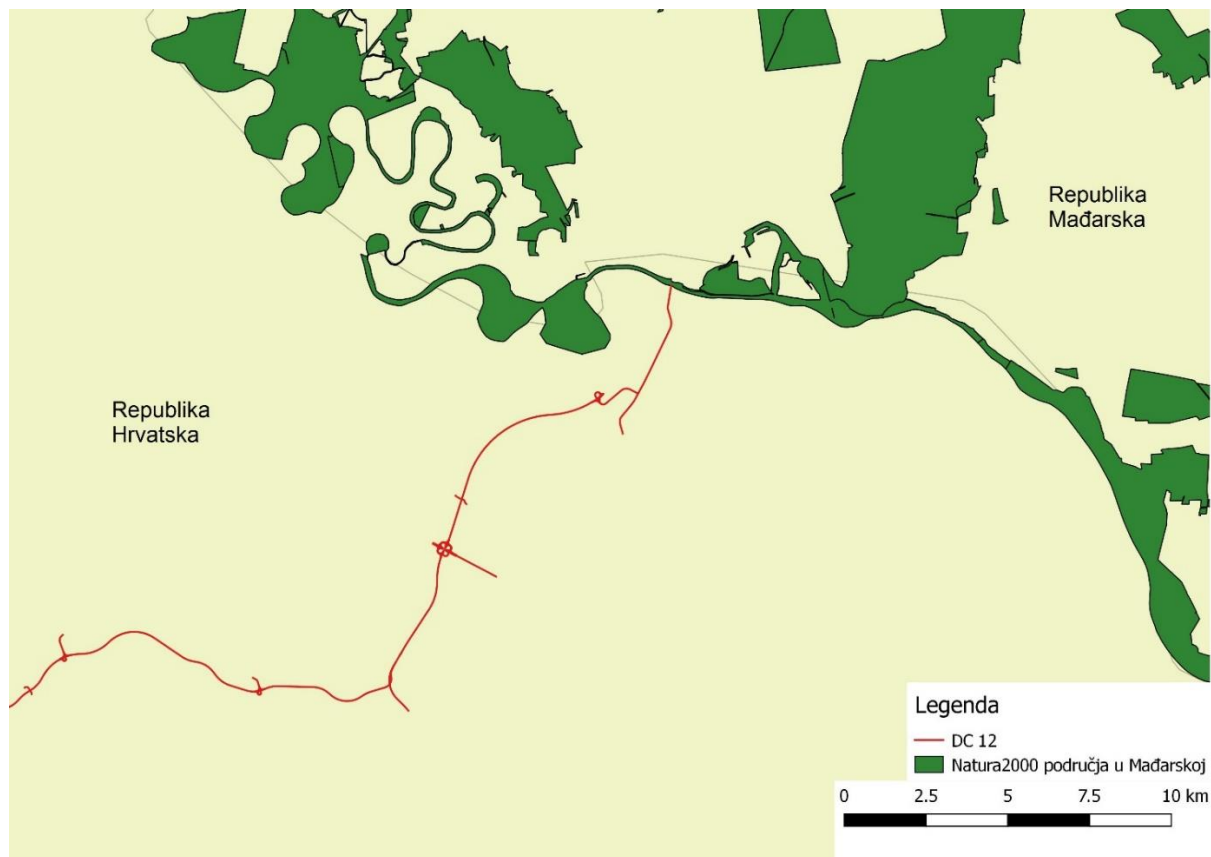 Republika
Mađarska
Republika
Hrvatska
Legenda
DC 12
Natura2000 područja u Mađarskoj
0 2.5 5 7.5 10 km